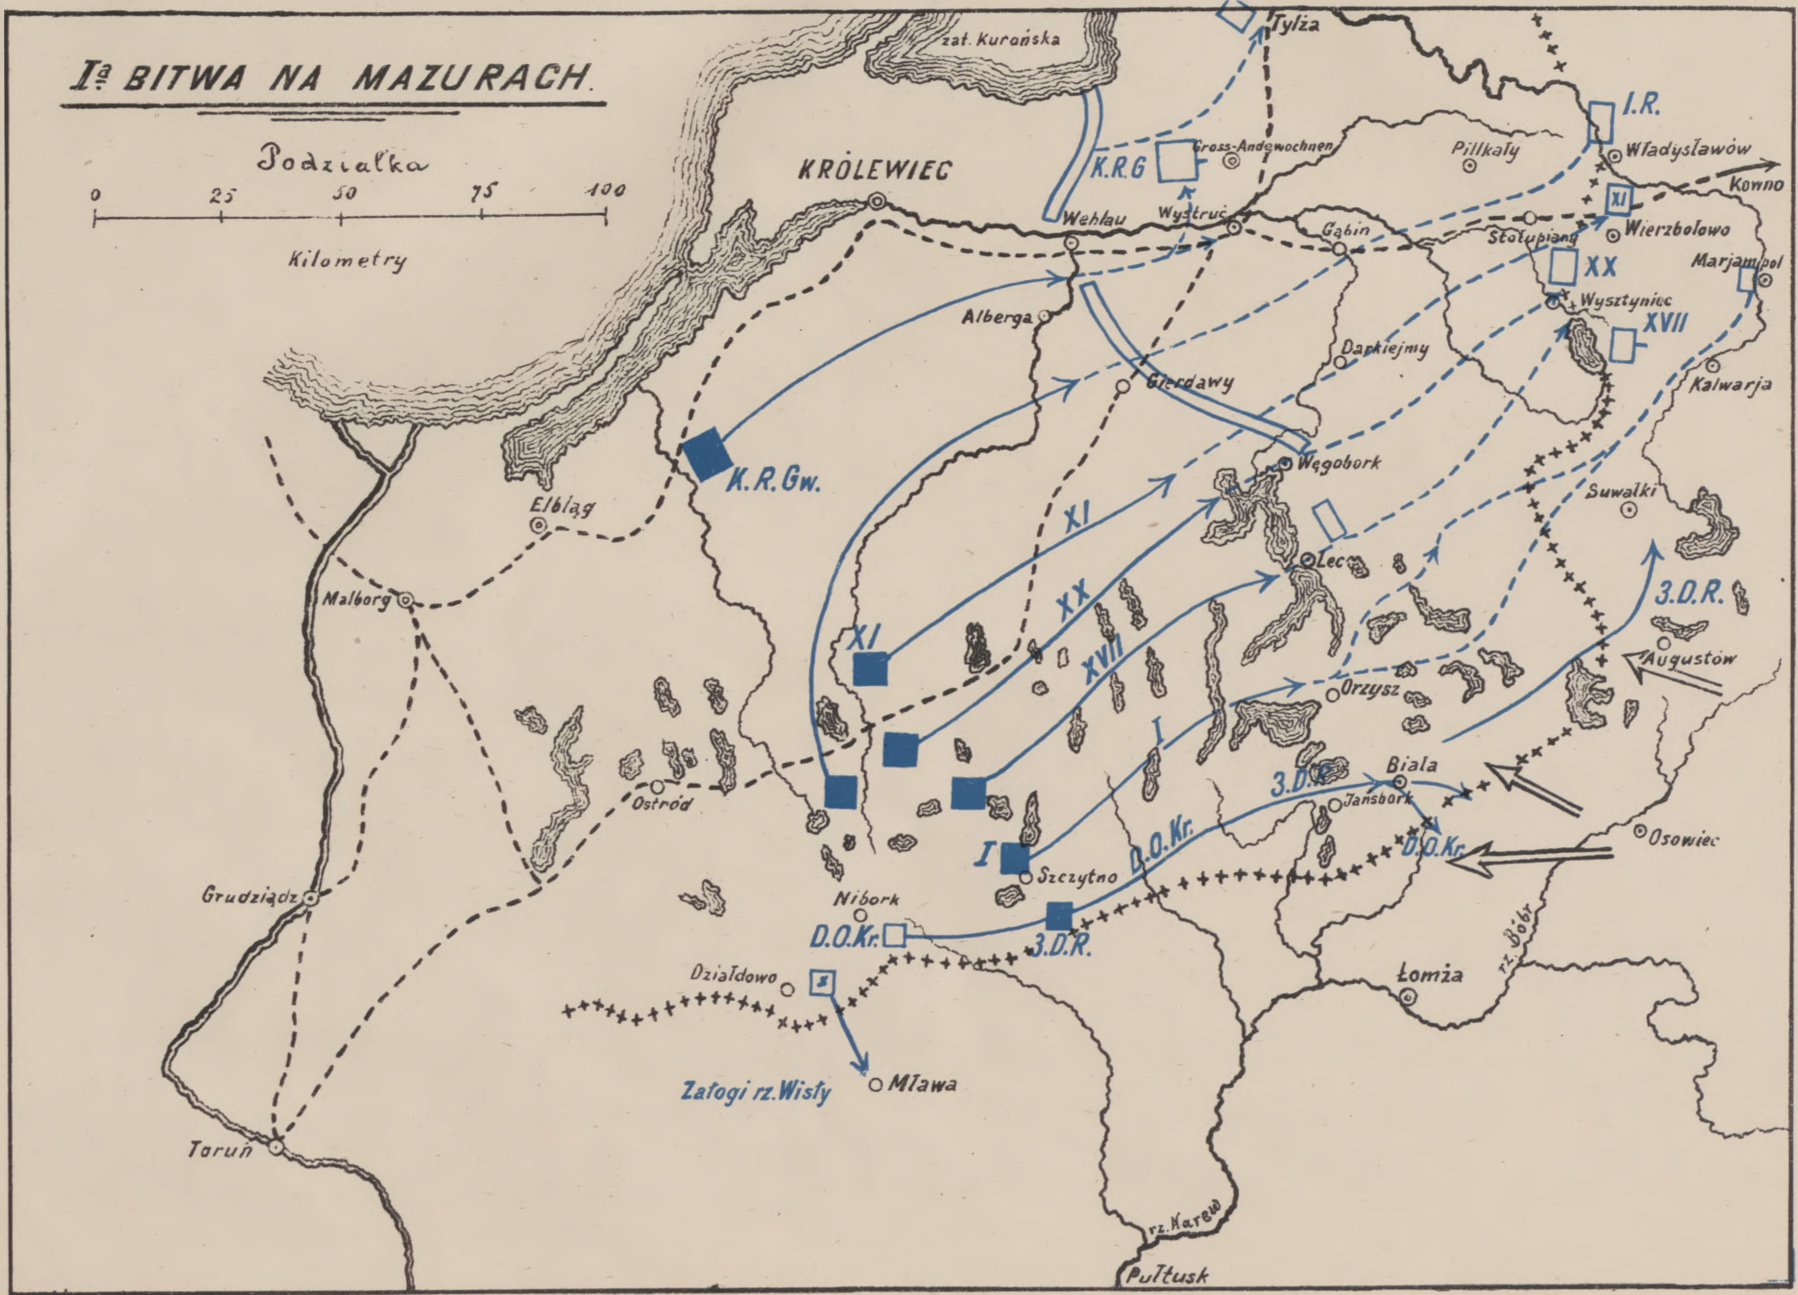 Iª BITWA NA MAZURACH.
Podziałka
0 25 50 75 100
Kilometry
zat. Kurońska
Tylża
KRÓLEWIEC
K.R.G
Gross-Andewochnen
Pillkały
I.R.
Władysławów
Kowno
XI
Wehlau
Wystruć
Gąbin
Stołupiany
Wierzbołowo
XX
Marjampol
Wysztyniec
XVII
Alberga
Darkiejmy
Gierdawy
Kalwarja
K.R.Gw.
Węgobork
Elbląg
Suwałki
XI
Lec
Malborg
XX
3.D.R.
XI
XVII
Augustów
Orzysz
I
Ostród
3.D.R.
Biala
Jansbork
D.O.Kr.
D.O.Kr.
Osowiec
I
Szczytno
Grudziądz
Nibork
D.O.Kr.
3.D.R.
rz. Bóbr
Działdowo
Łomża
Załogi rz. Wisły
Mława
Toruń
rz. Narew
Pułtusk